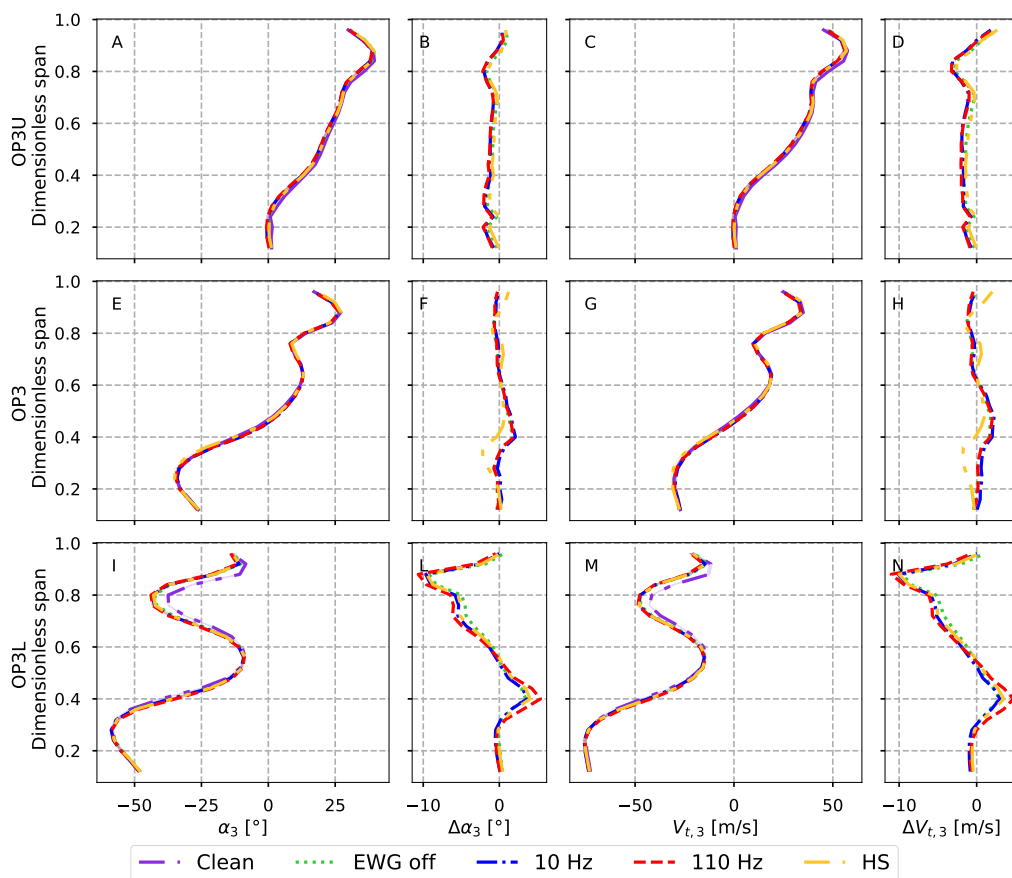 OP3U
Dimensionless span
1.0
0.8
0.6
0.4
0.2
A
B
C
D
OP3
Dimensionless span
1.0
0.8
0.6
0.4
0.2
E
F
G
H
OP3L
Dimensionless span
1.0
0.8
0.6
0.4
0.2
I
L
M
N
−50 −25 0 25
α3 [°]
−10 0
Δα3 [°]
−50 0 50
Vt, 3 [m/s]
−10 0
ΔVt, 3 [m/s]
Clean EWG off 10 Hz 110 Hz HS